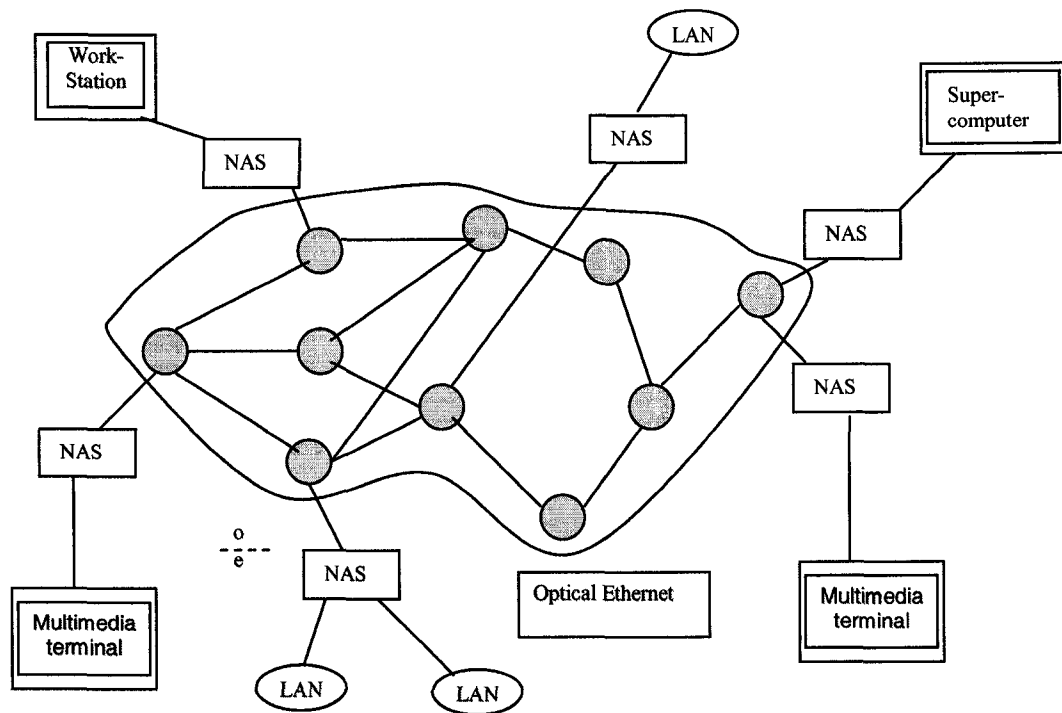 LAN
Work-
Station
Super-
computer
NAS
NAS
NAS
NAS
NAS
o
e
NAS
Optical Ethernet
Multimedia
terminal
Multimedia
terminal
LAN
LAN